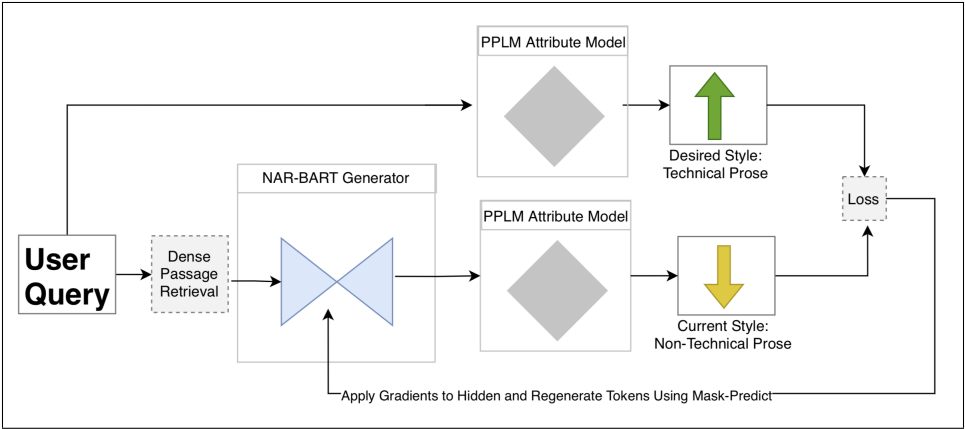 PPLM Attribute Model
Desired Style:
Technical Prose
NAR-BART Generator
PPLM Attribute Model
Loss
User
Query
Dense
Passage
Retrieval
Current Style:
Non-Technical Prose
Apply Gradients to Hidden and Regenerate Tokens Using Mask-Predict